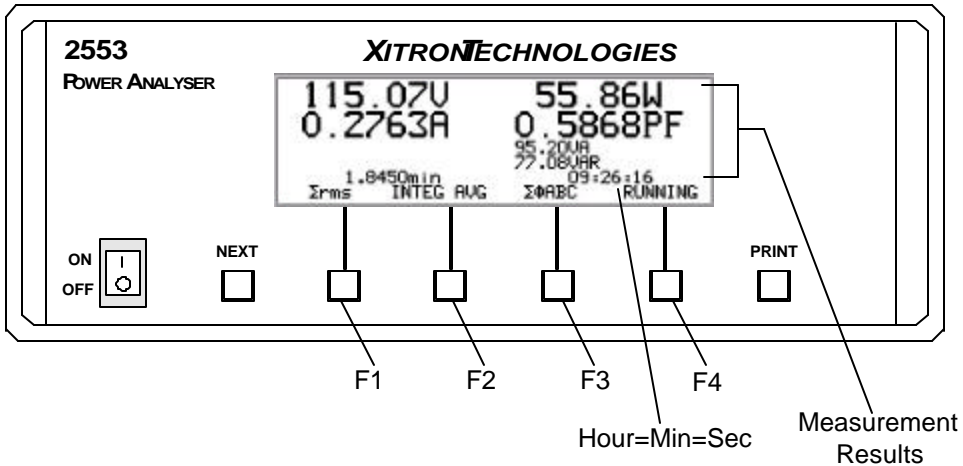 2553
POWER ANALYSER
XITRONTECHNOLOGIES
115.07V 55.86W
0.2763A 0.5868PF
95.20VA
77.08VAR
1.8450min 09:26:16
Σrms INTEG AVG ΣΦABC RUNNING
ON
OFF
NEXT
PRINT
F1 F2 F3 F4
Hour=Min=Sec
Measurement
Results